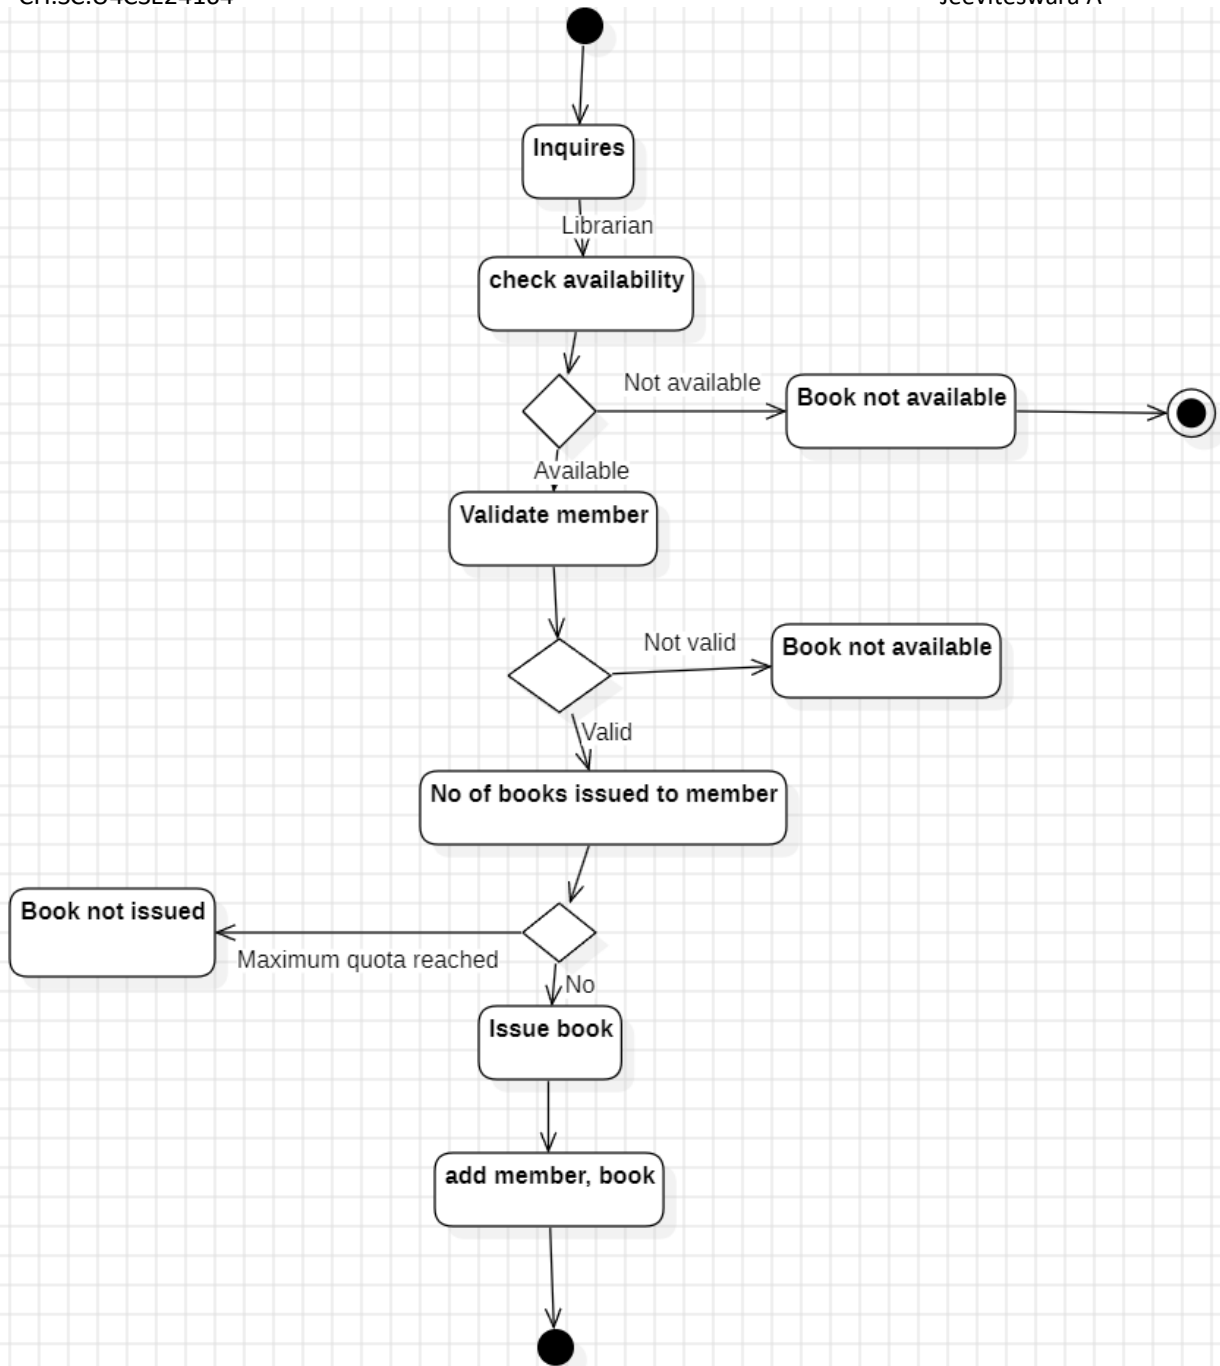 Inquires
Librarian
check availability
Not available
Book not available
Available
Validate member
Not valid
Book not available
Valid
No of books issued to member
Book not issued
Maximum quota reached
No
Issue book
add member, book